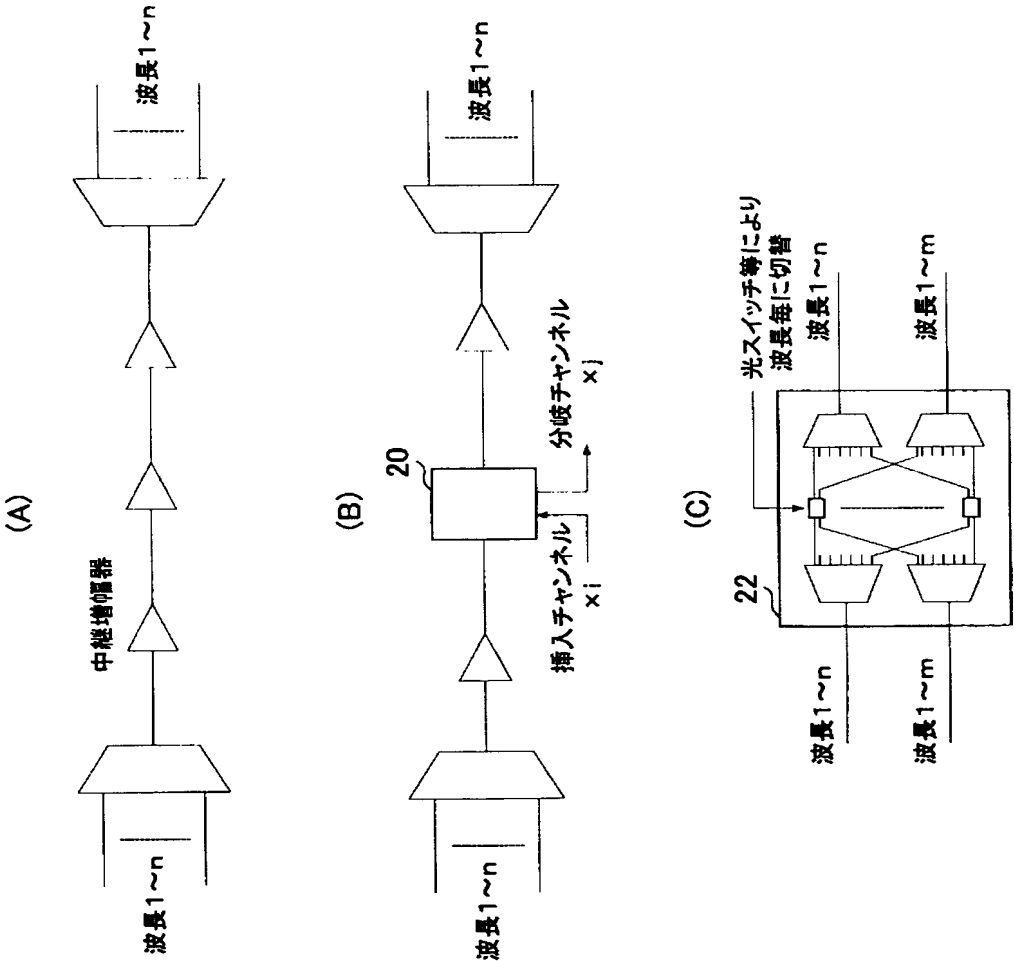 (A)
波長1~n
中継増幅器
波長1~n
(B)
波長1~n
20
挿入チャンネル
×i
分岐チャンネル
×j
波長1~n
(C)
22
光スイッチ等により
波長毎に切替
波長1~n
波長1~m
波長1~n
波長1~m